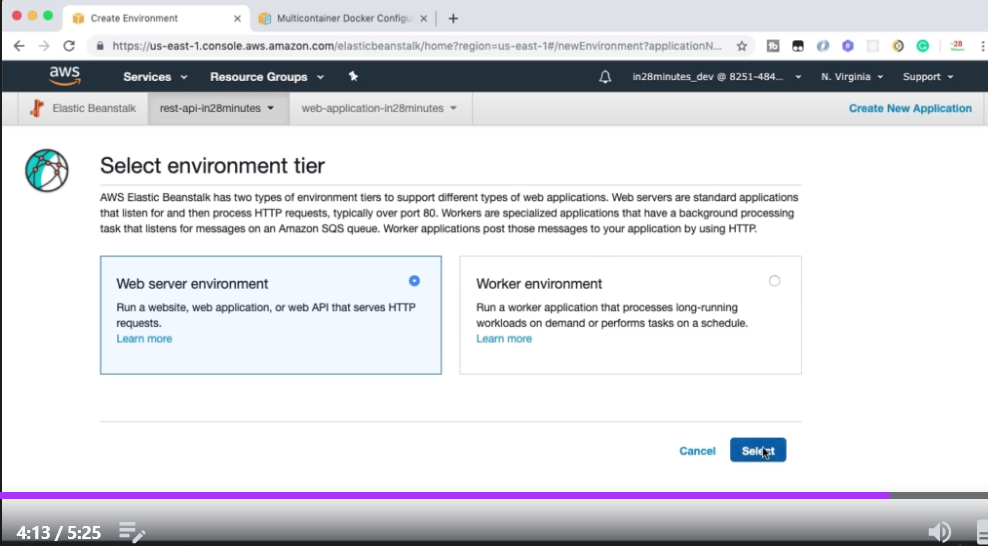 Create Environment
Multicontainer Docker Configu
https://us-east-1.console.aws.amazon.com/elasticbeanstalk/home?region=us-east-1#/newEnvironment?applicationN...
28
aws
Services
Resource Groups
in28minutes_dev @ 8251-484...
N. Virginia
Support
Elastic Beanstalk
rest-api-in28minutes
web-application-in28minutes
Create New Application
Select environment tier
AWS Elastic Beanstalk has two types of environment tiers to support different types of web applications. Web servers are standard applications
that listen for and then process HTTP requests, typically over port 80. Workers are specialized applications that have a background processing
task that listens for messages on an Amazon SQS queue. Worker applications post those messages to your application by using HTTP.
Web server environment
Run a website, web application, or web API that serves HTTP
requests.
Learn more
Worker environment
Run a worker application that processes long-running
workloads on demand or performs tasks on a schedule.
Learn more
Cancel
Select
4:13 / 5:25